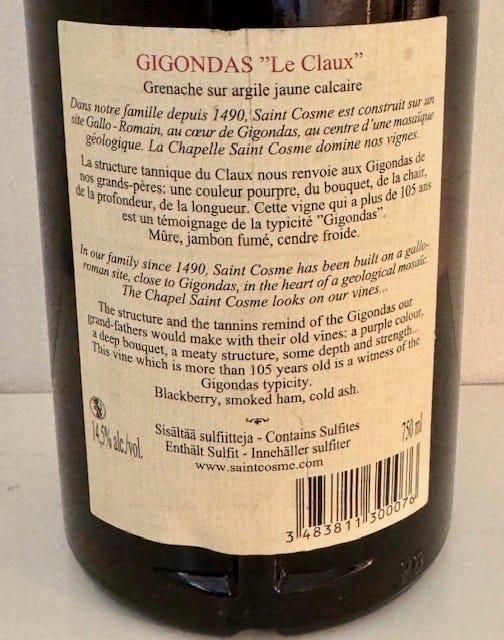 GIGONDAS ”Le Claux”
Grenache sur argile jaune calcaire
Dans notre famille depuis 1490, Saint Cosme est construit sur un
site Gallo-Romain, au cœur de Gigondas, au centre d'une mosaïque
géologique. La Chapelle Saint Cosme domine nos vignes.
La structure tannique du Claux nous renvoie aux Gigondas de
nos grands-pères; une couleur pourpre, du bouquet, de la chair,
de la profondeur, de la longueur. Cette vigne qui a plus de 105 ans
est un témoignage de la typicité ”Gigondas”.
Mûre, jambon fumé, cendre froide.
In our family since 1490, Saint Cosme has been built on a gallo-
roman site, close to Gigondas, in the heart of a geological mosaïc.
The Chapel Saint Cosme looks on our vines...
The structure and the tannins remind of the Gigondas our
grand-fathers would make with their old vines: a purple colour,
a deep bouquet, a meaty structure, some depth and strength...
This vine which is more than 105 years old is a witness of the
Gigondas typicity.
Blackberry, smoked ham, cold ash.
14,5% alc./vol.
Sisältää sulfiitteja - Contains Sulfites
Enthält Sulfit - Innehåller sulfiter
www.saintcosme.com
750 ml
3 483811 300076